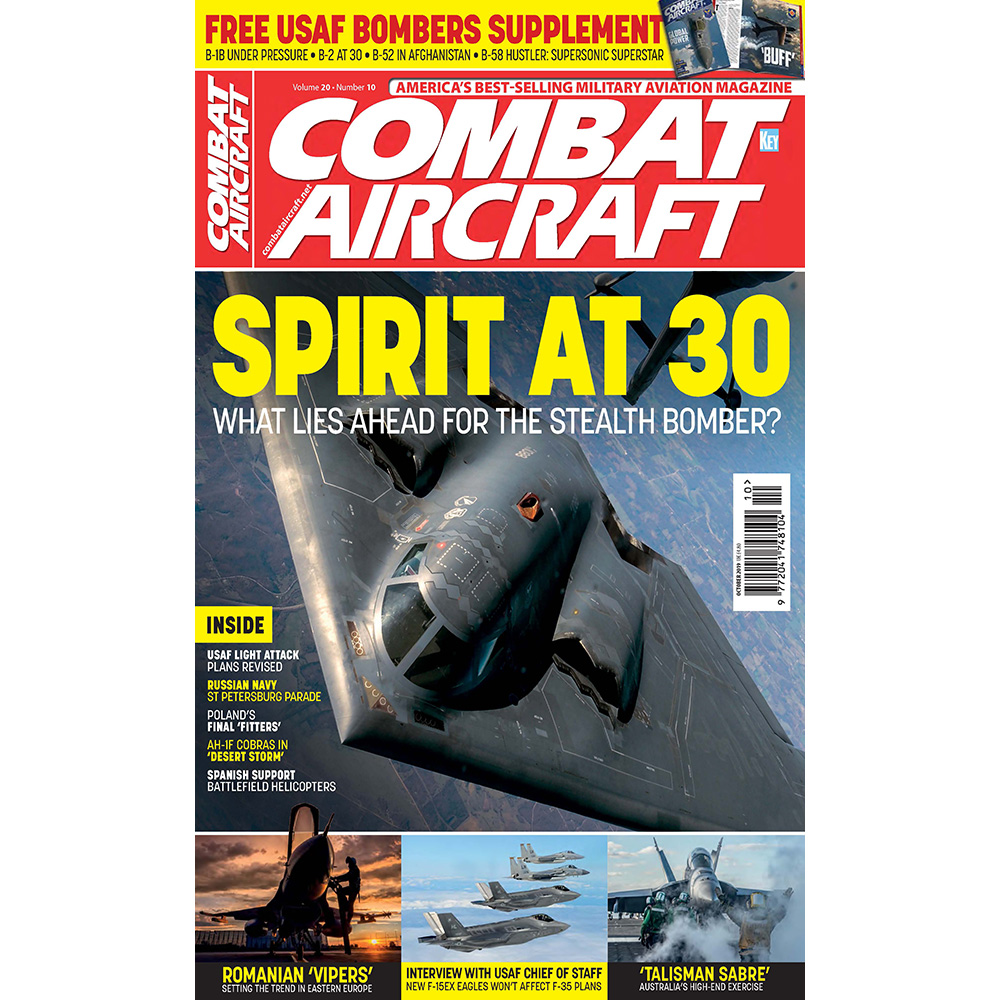 FREE USAF BOMBERS SUPPLEMENT
B-1B UNDER PRESSURE • B-2 AT 30 • B-52 IN AFGHANISTAN • B-58 HUSTLER: SUPERSONIC SUPERSTAR
COMBAT
AIRCRAFT
GLOBAL
POWER
'BUFF'
COMBAT
AIRCRAFT
Volume 20 • Number 10
AMERICA'S BEST-SELLING MILITARY AVIATION MAGAZINE
COMBAT
AIRCRAFT
KEY
combataircraft.net
SPIRIT AT 30
WHAT LIES AHEAD FOR THE STEALTH BOMBER?
10>
9 772041 748104
OCTOBER 2019
INSIDE
USAF LIGHT ATTACK
PLANS REVISED
RUSSIAN NAVY
ST PETERSBURG PARADE
POLAND'S
FINAL 'FITTERS'
AH-1F COBRAS IN
'DESERT STORM'
SPANISH SUPPORT
BATTLEFIELD HELICOPTERS
ROMANIAN 'VIPERS'
SETTING THE TREND IN EASTERN EUROPE
INTERVIEW WITH USAF CHIEF OF STAFF
NEW F-15EX EAGLES WON'T AFFECT F-35 PLANS
'TALISMAN SABRE'
AUSTRALIA'S HIGH-END EXERCISE